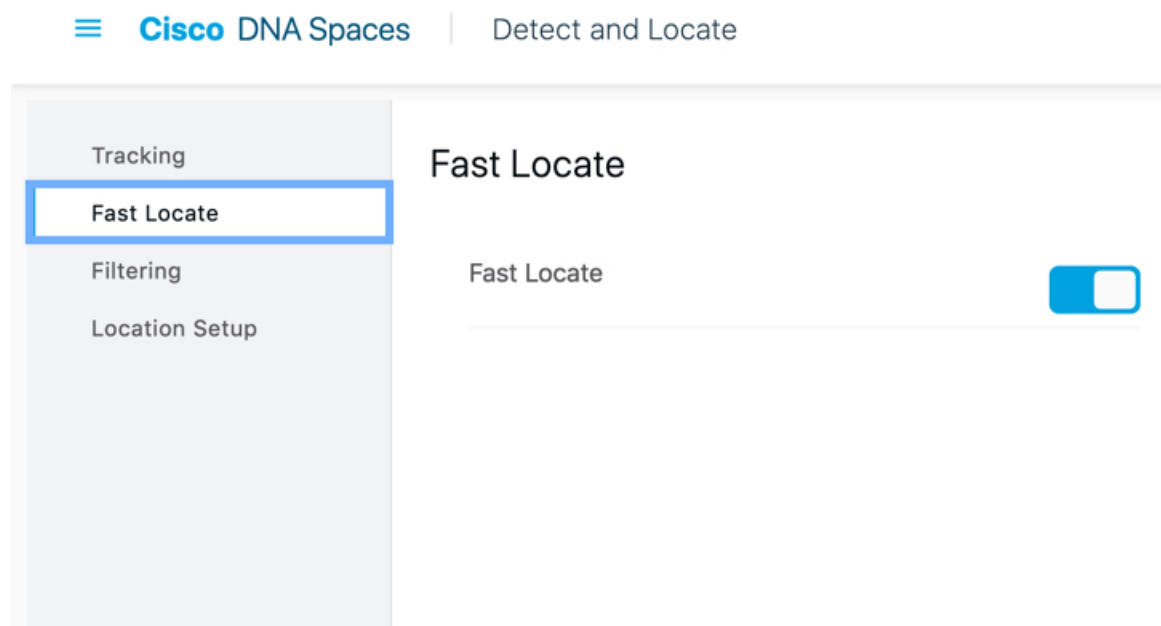 Cisco DNA Spaces Detect and Locate
Tracking
Fast Locate
Filtering
Location Setup
Fast Locate
Fast Locate